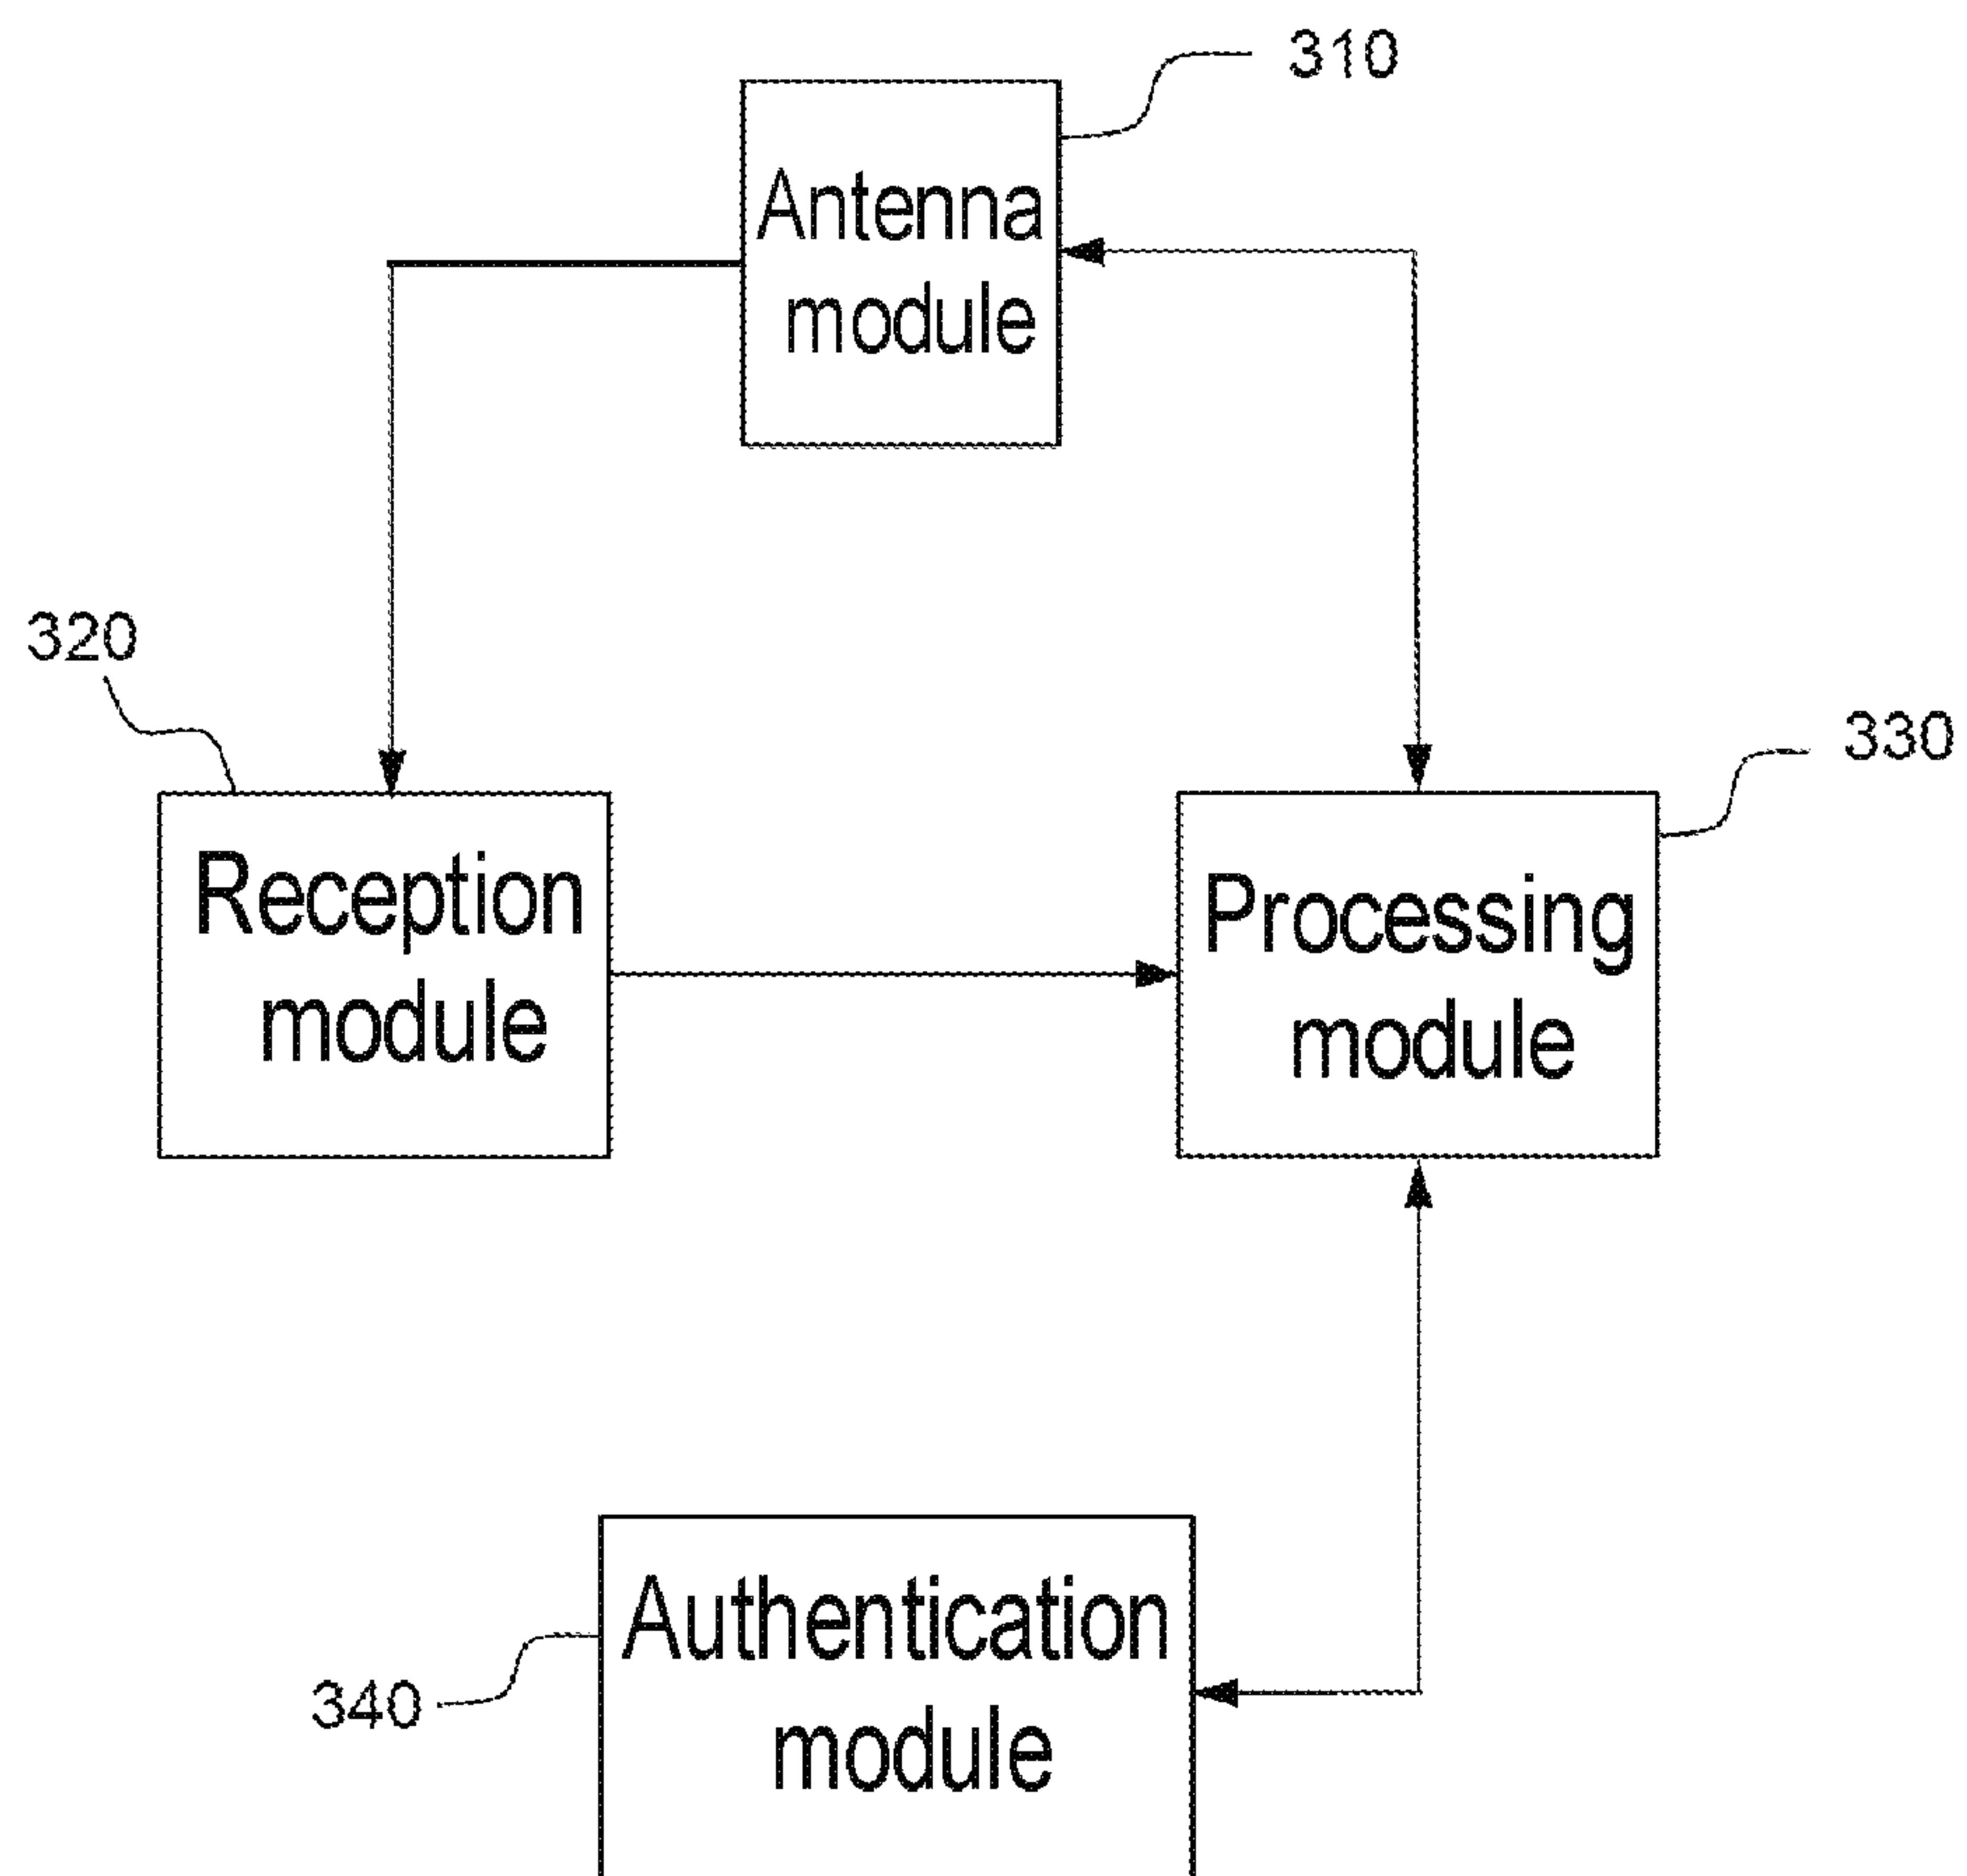 310
Antenna
module
320
330
Reception
module
Processing
module
Authentication
module
340